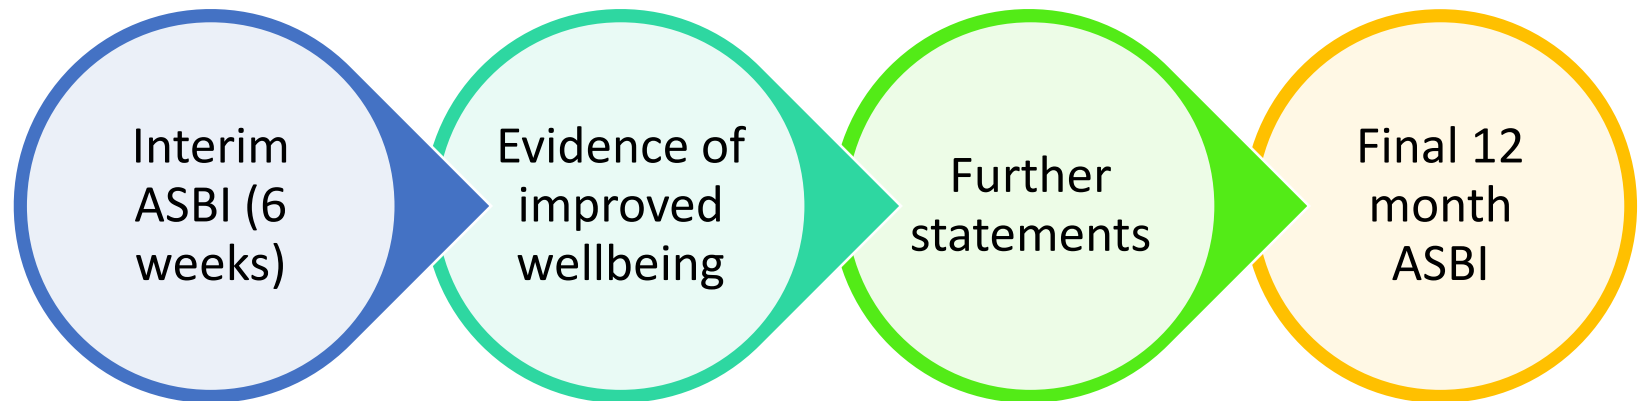 Interim
ASBI (6
weeks)
Evidence of
improved
wellbeing
Further
statements
Final 12
month
ASBI